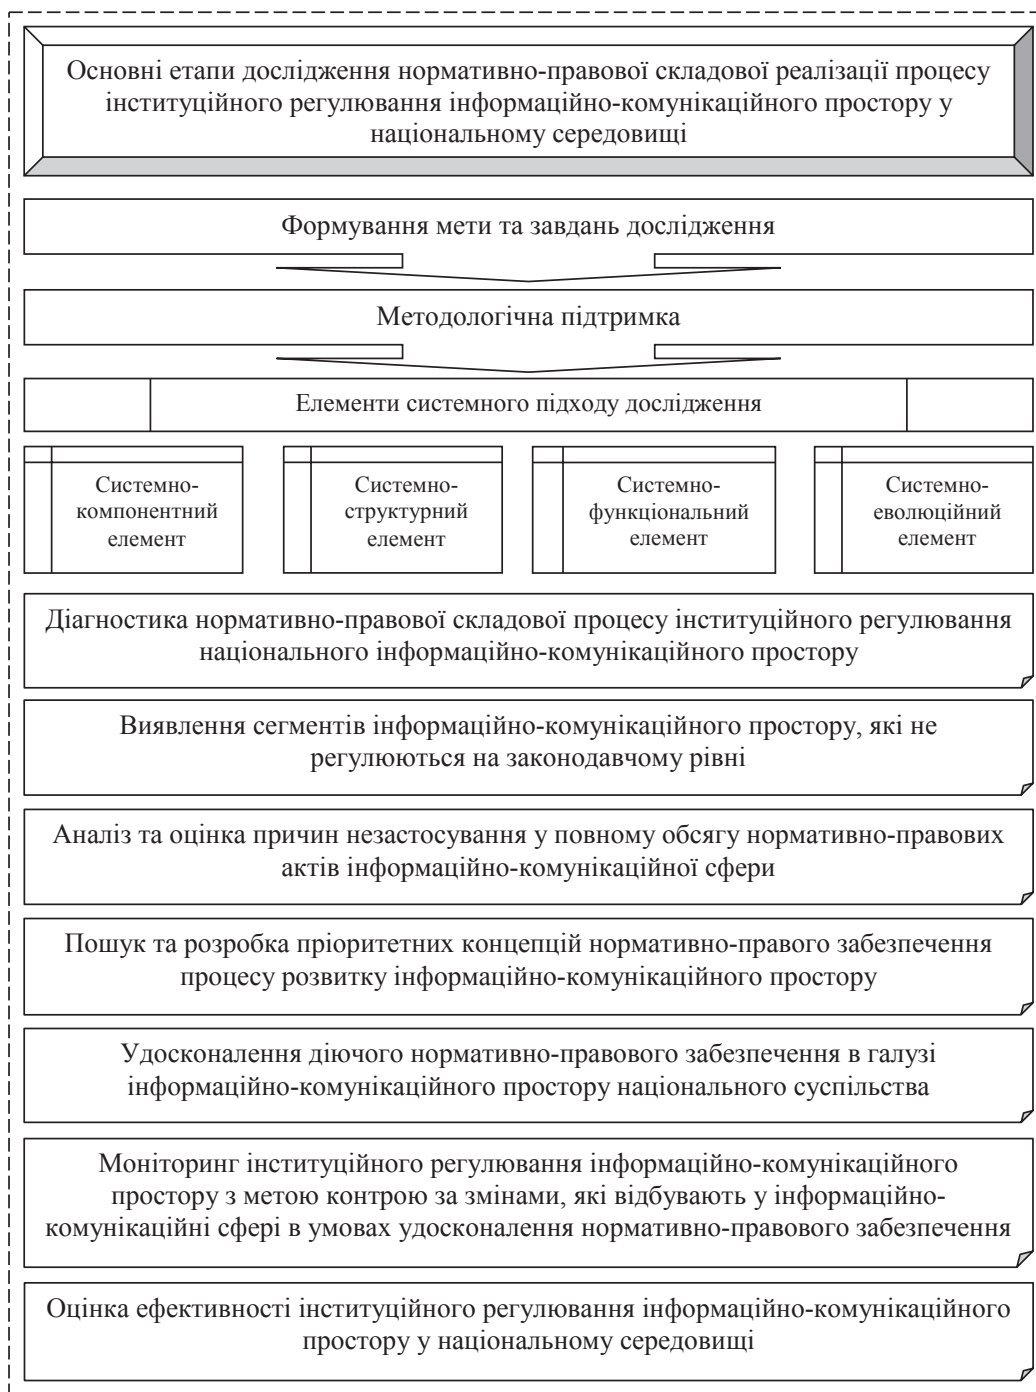 Основні етапи дослідження нормативно-правової складової реалізації процесу
інституційного регулювання інформаційно-комунікаційного простору у
національному середовищі
Формування мети та завдань дослідження
Методологічна підтримка
Елементи системного підходу дослідження
Системно-
компонентний
елемент
Системно-
структурний
елемент
Системно-
функціональний
елемент
Системно-
еволюційний
елемент
Діагностика нормативно-правової складової процесу інституційного регулювання
національного інформаційно-комунікаційного простору
Виявлення сегментів інформаційно-комунікаційного простору, які не
регулюються на законодавчому рівні
Аналіз та оцінка причин незастосування у повному обсягу нормативно-правових
актів інформаційно-комунікаційної сфери
Пошук та розробка пріоритетних концепцій нормативно-правого забезпечення
процесу розвитку інформаційно-комунікаційного простору
Удосконалення діючого нормативно-правового забезпечення в галузі
інформаційно-комунікаційного простору національного суспільства
Моніторинг інституційного регулювання інформаційно-комунікаційного
простору з метою контрою за змінами, які відбувають у інформаційно-
комунікаційні сфері в умовах удосконалення нормативно-правового забезпечення
Оцінка ефективності інституційного регулювання інформаційно-комунікаційного
простору у національному середовищі